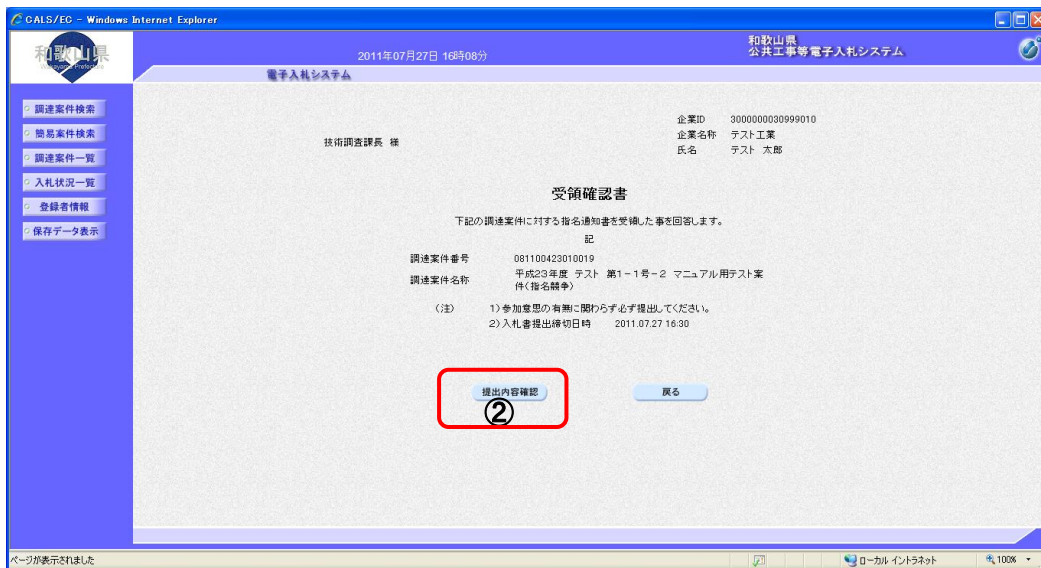 CALS/EC - Windows Internet Explorer
和歌山県
Wakayama Prefecture
2011年07月27日 16時08分
和歌山県
公共工事等電子入札システム
電子入札システム
調達案件検索
簡易案件検索
調達案件一覧
入札状況一覧
登録者情報
保存データ表示
企業ID 3000000030999010
企業名称 テスト工業
氏名 テスト 太郎
技術調査課長 様
受領確認書
下記の調達案件に対する指名通知書を受領した事を回答します。
記
調達案件番号 081100423010019
調達案件名称 平成23年度 テスト 第1-1号-2 マニュアル用テスト案
件(指名競争)
(注) 1)参加意思の有無に関わらず必ず提出してください。
2)入札書提出締切日時 2011.07.27 16:30
提出内容確認
戻る
②
ページが表示されました
ローカル イントラネット
100%